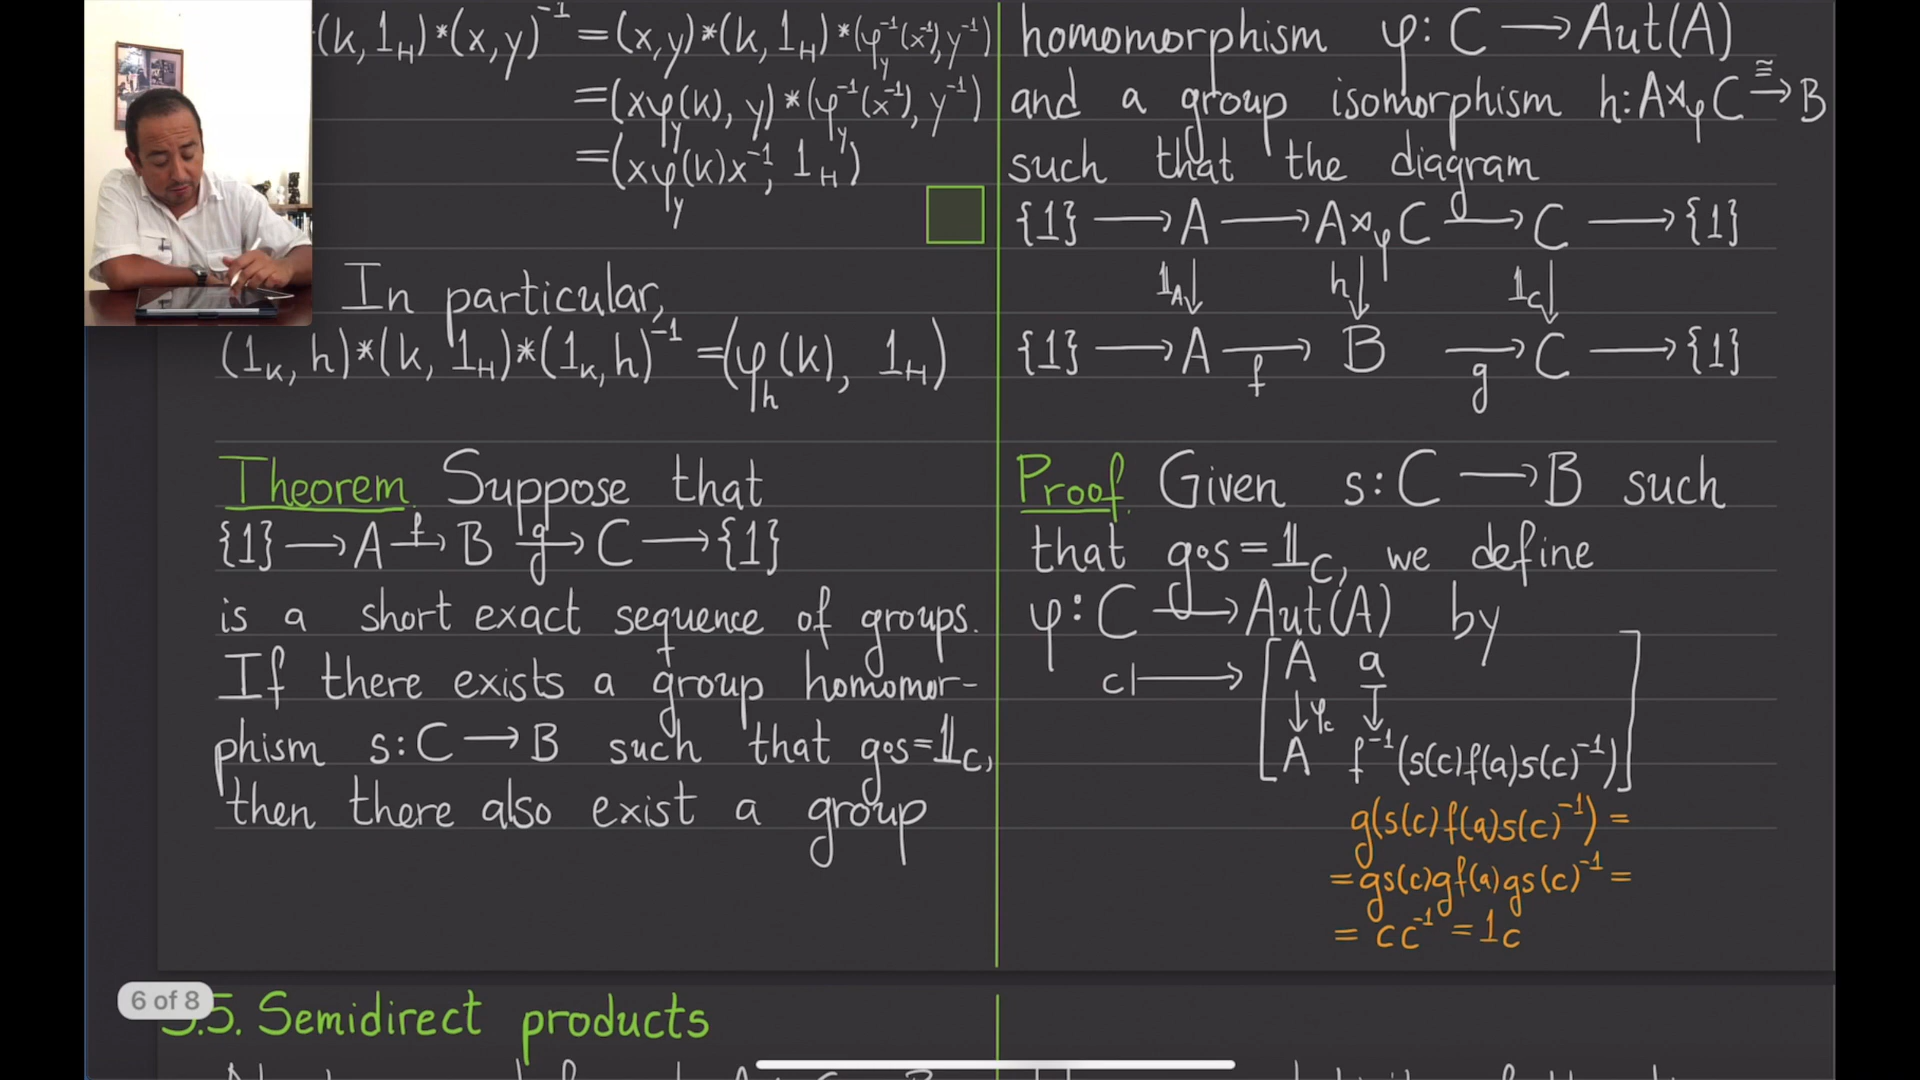 (k, 1_H)*(x,y)^{-1} = (x,y)*(k, 1_H)*(φ_y^{-1}(x^{-1}), y^{-1})
=(xφ_y(k), y)*(φ_y^{-1}(x^{-1}), y^{-1})
=(xφ_y(k)x^{-1}, 1_H)
In particular,
(1_K, h)*(k, 1_H)*(1_K, h)^{-1} = (φ_h(k), 1_H)
Theorem. Suppose that
{1} → A →^f B →^g C → {1}
is a short exact sequence of groups.
If there exists a group homomor-
phism s: C → B such that g∘s=𝟙_C,
then there also exist a group
homomorphism φ: C → Aut(A)
and a group isomorphism h: A⋊_φ C →^≅ B
such that the diagram
{1} → A → A⋊_φ C → C → {1}
𝟙_A↓ h↓ 𝟙_C↓
{1} → A →_f B →_g C → {1}
Proof. Given s: C → B such
that g∘s=𝟙_C, we define
φ: C → Aut(A) by
c ↦ [A a
↓φ_c ↧
A f^{-1}(s(c)f(a)s(c)^{-1})]
g(s(c)f(a)s(c)^{-1}) =
= gs(c)gf(a)gs(c)^{-1} =
= cc^{-1} = 1_C
6 of 8
5.5. Semidirect products